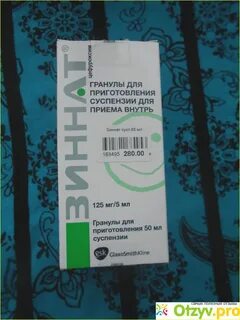 ЗИННАТ
цефуроксим
ГРАНУЛЫ ДЛЯ
ПРИГОТОВЛЕНИЯ
СУСПЕНЗИИ ДЛЯ
ПРИЕМА ВНУТРЬ
280.00
125 мг/5 мл
Гранулы для
приготовления 50 мл
суспензии
gsk GlaxoSmithKline
Otzyv.pro